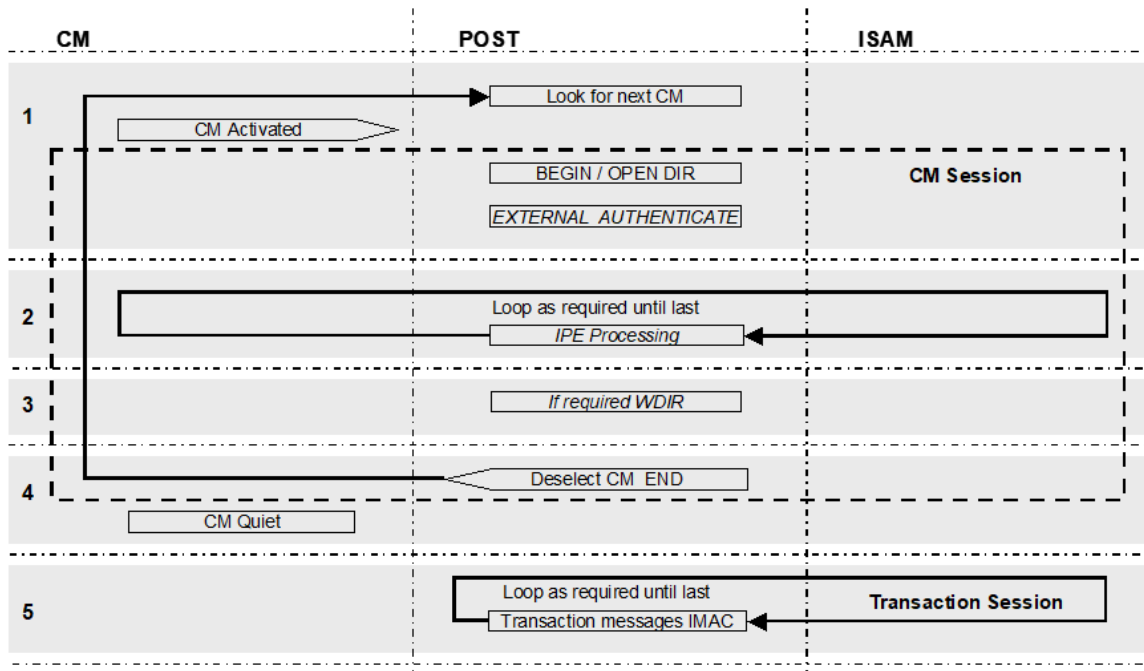 CM POST ISAM
1
Look for next CM
CM Activated
BEGIN / OPEN DIR
CM Session
EXTERNAL AUTHENTICATE
2
Loop as required until last
IPE Processing
3
If required WDIR
4
Deselect CM END
CM Quiet
5
Loop as required until last
Transaction Session
Transaction messages IMAC